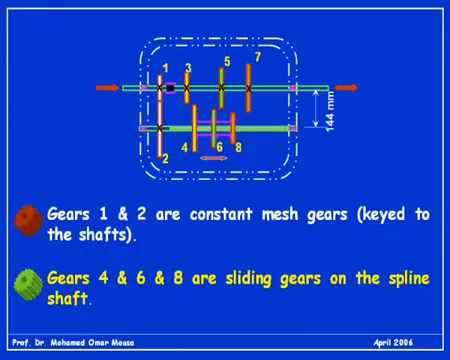 1 3 5 7
144 mm
2 4 6 8
Gears 1 & 2 are constant mesh gears (keyed to
the shafts).
Gears 4 & 6 & 8 are sliding gears on the spline
shaft.
Prof. Dr. Mohamed Omar Mousa April 2006